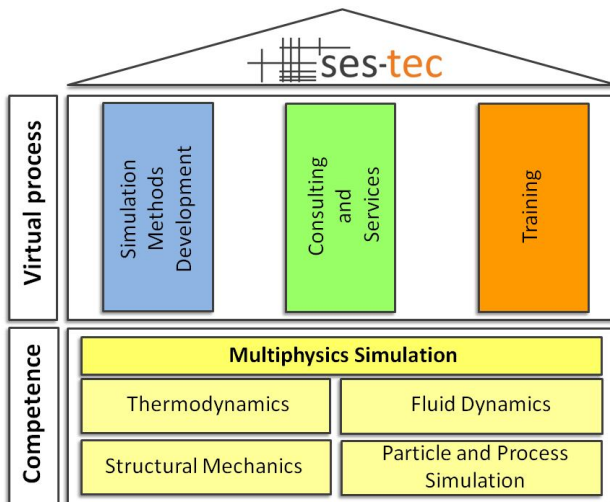 ses-tec
Virtual process
Simulation
Methods
Development
Consulting
and
Services
Training
Competence
Multiphysics Simulation
Thermodynamics
Fluid Dynamics
Structural Mechanics
Particle and Process
Simulation